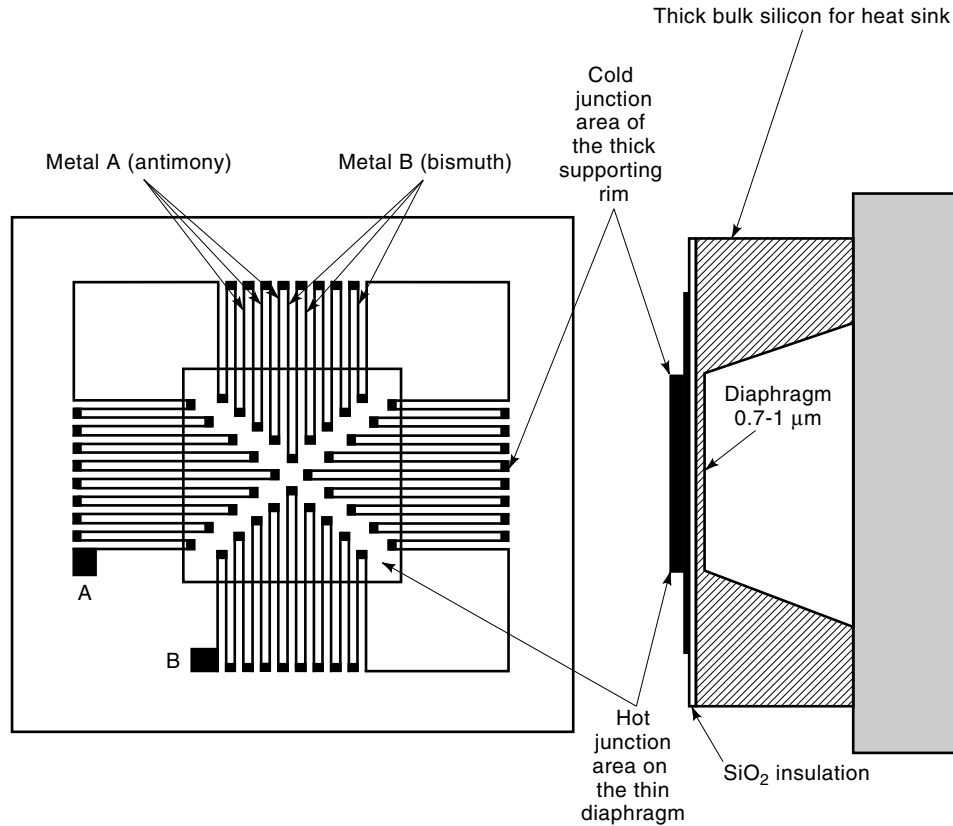 Thick bulk silicon for heat sink
Cold
junction
area of
the thick
supporting
rim
Metal A (antimony)
Metal B (bismuth)
Diaphragm
0.7-1 μm
A
B
Hot
junction
area on
the thin
diaphragm
SiO₂ insulation